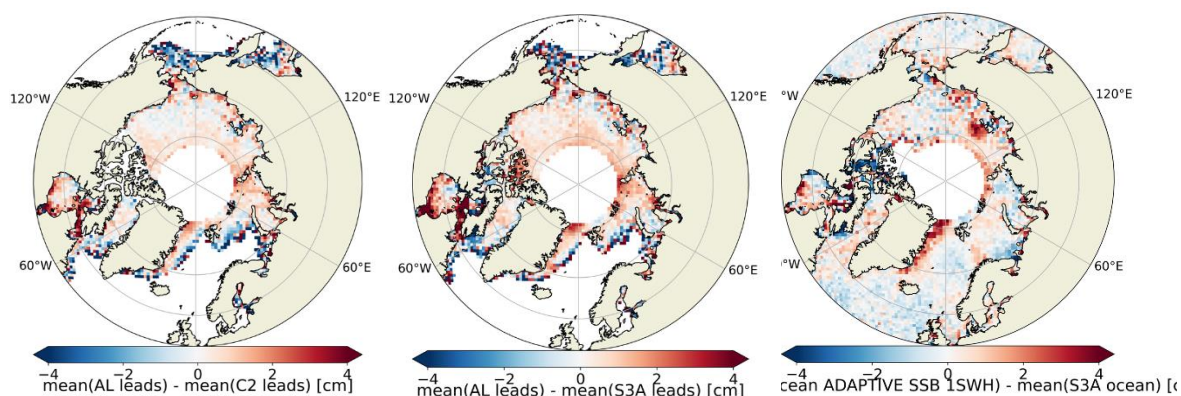 120°W
120°E
60°W
60°E
−4 −2 0 2 4
mean(AL leads) - mean(C2 leads) [cm]
120°W
120°E
60°W
60°E
−4 −2 0 2 4
mean(AL leads) - mean(S3A leads) [cm]
°W
120°E
°W
60°E
−4 −2 0 2 4
cean ADAPTIVE SSB 1SWH) - mean(S3A ocean) [c